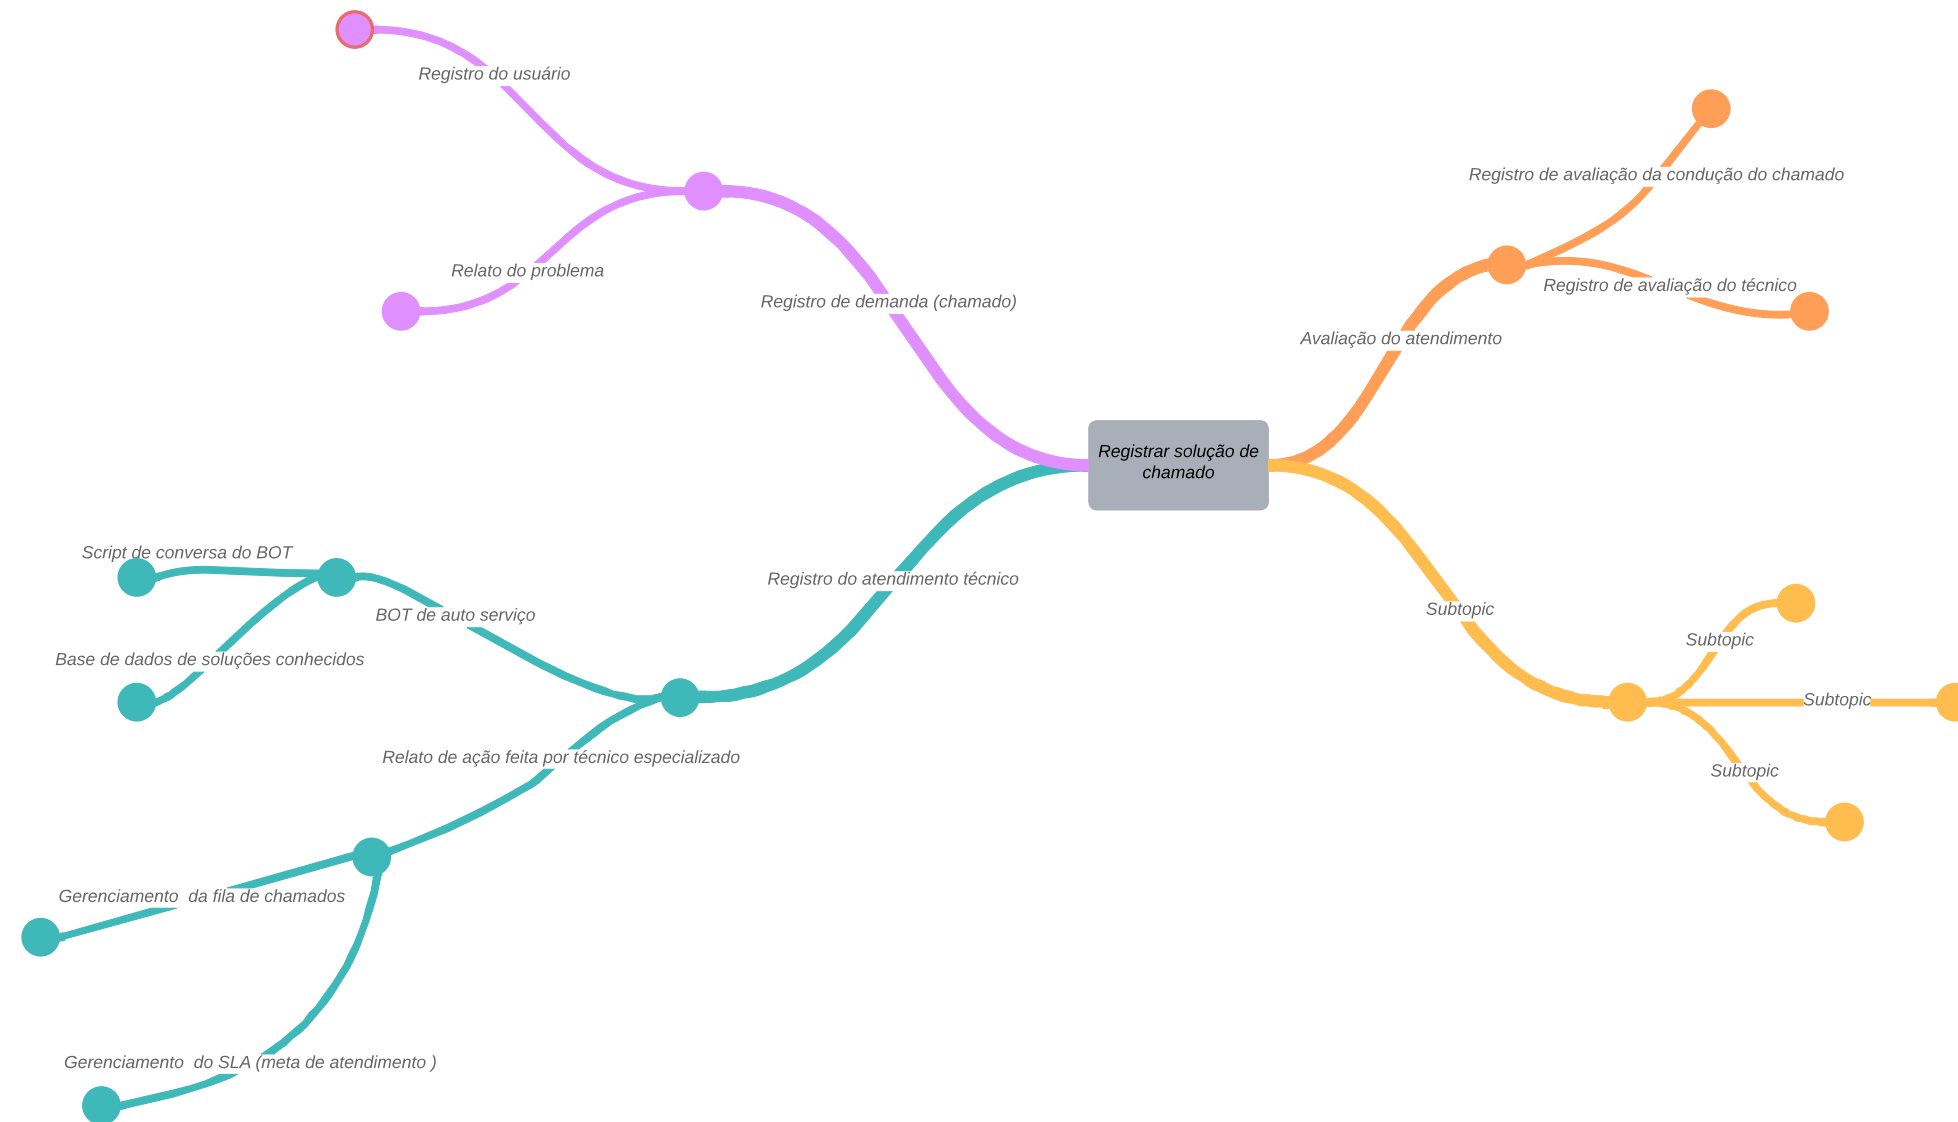 Registro do usuário
Relato do problema
Registro de demanda (chamado)
Registro de avaliação da condução do chamado
Registro de avaliação do técnico
Avaliação do atendimento
Registrar solução de
chamado
Script de conversa do BOT
BOT de auto serviço
Base de dados de soluções conhecidos
Registro do atendimento técnico
Relato de ação feita por técnico especializado
Gerenciamento  da fila de chamados
Gerenciamento  do SLA (meta de atendimento )
Subtopic
Subtopic
Subtopic
Subtopic